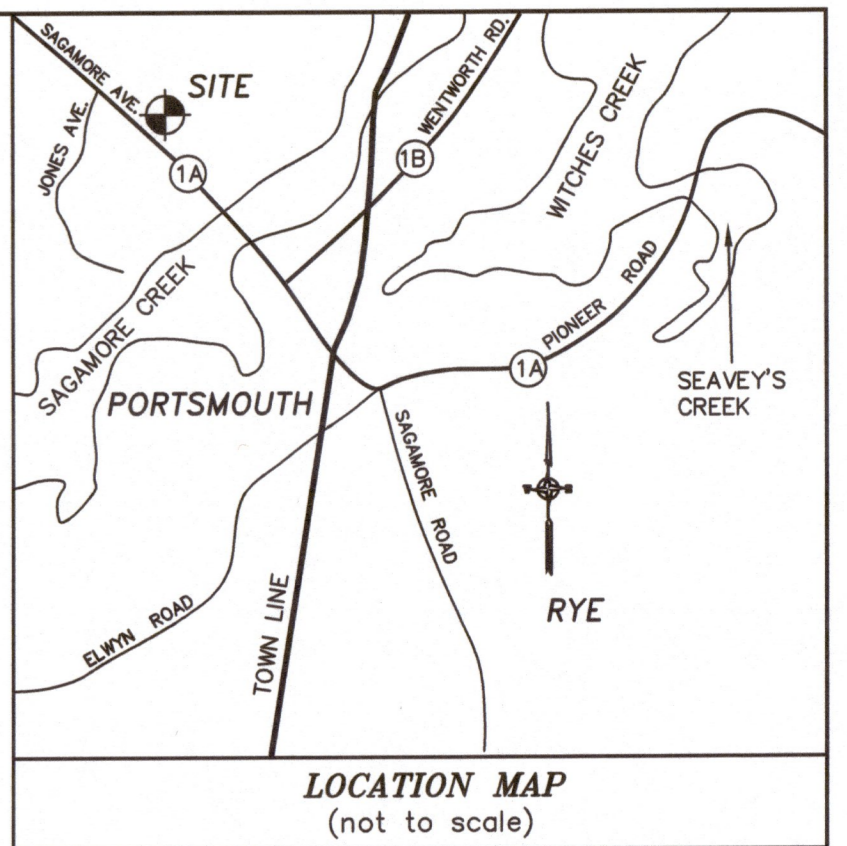 SAGAMORE AVE.
SITE
JONES AVE.
1A
1B
WENTWORTH RD.
WITCHES CREEK
SAGAMORE CREEK
PIONEER ROAD
1A
SEAVEY'S
CREEK
PORTSMOUTH
SAGAMORE ROAD
RYE
ELWYN ROAD
TOWN LINE
LOCATION MAP
(not to scale)